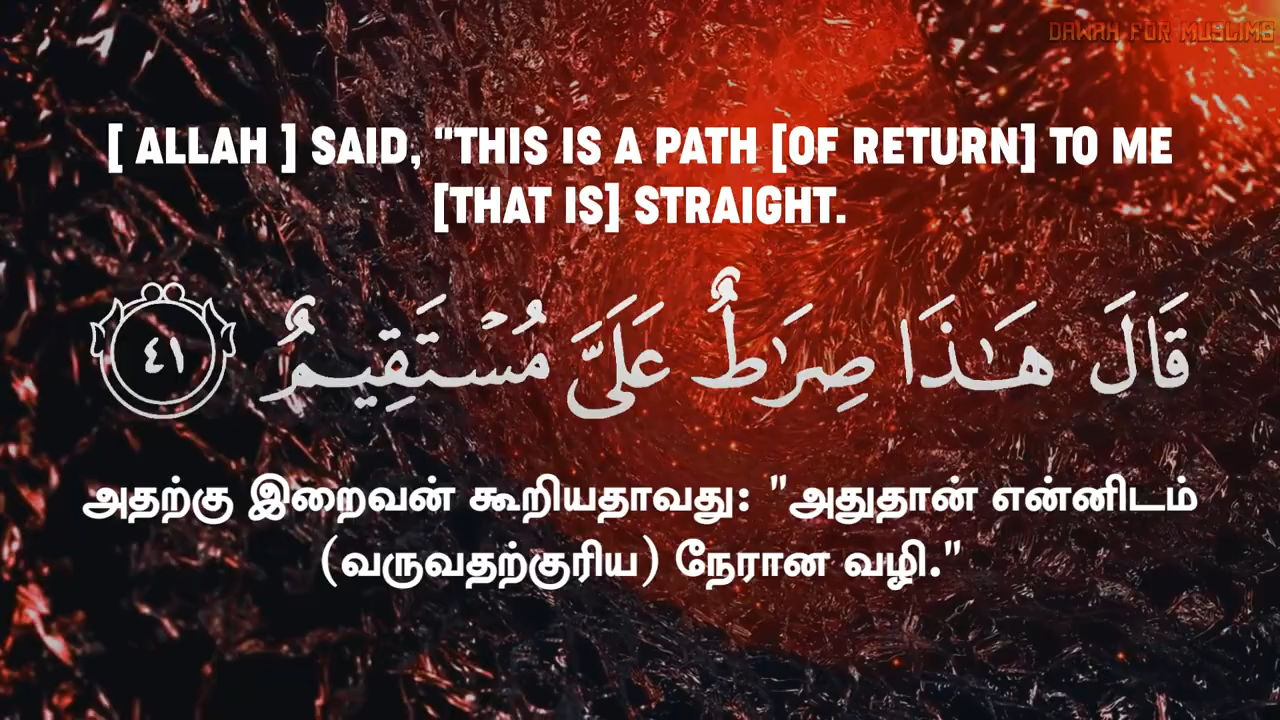 DAWAH FOR MUSLIMS
[ ALLAH ] SAID, "THIS IS A PATH [OF RETURN] TO ME
[THAT IS] STRAIGHT.
قَالَ هَـٰذَا صِرَٰطٌ عَلَىَّ مُسْتَقِيمٌ ٤١
அதற்கு இறைவன் கூறியதாவது: "அதுதான் என்னிடம்
(வருவதற்குரிய) நேரான வழி."